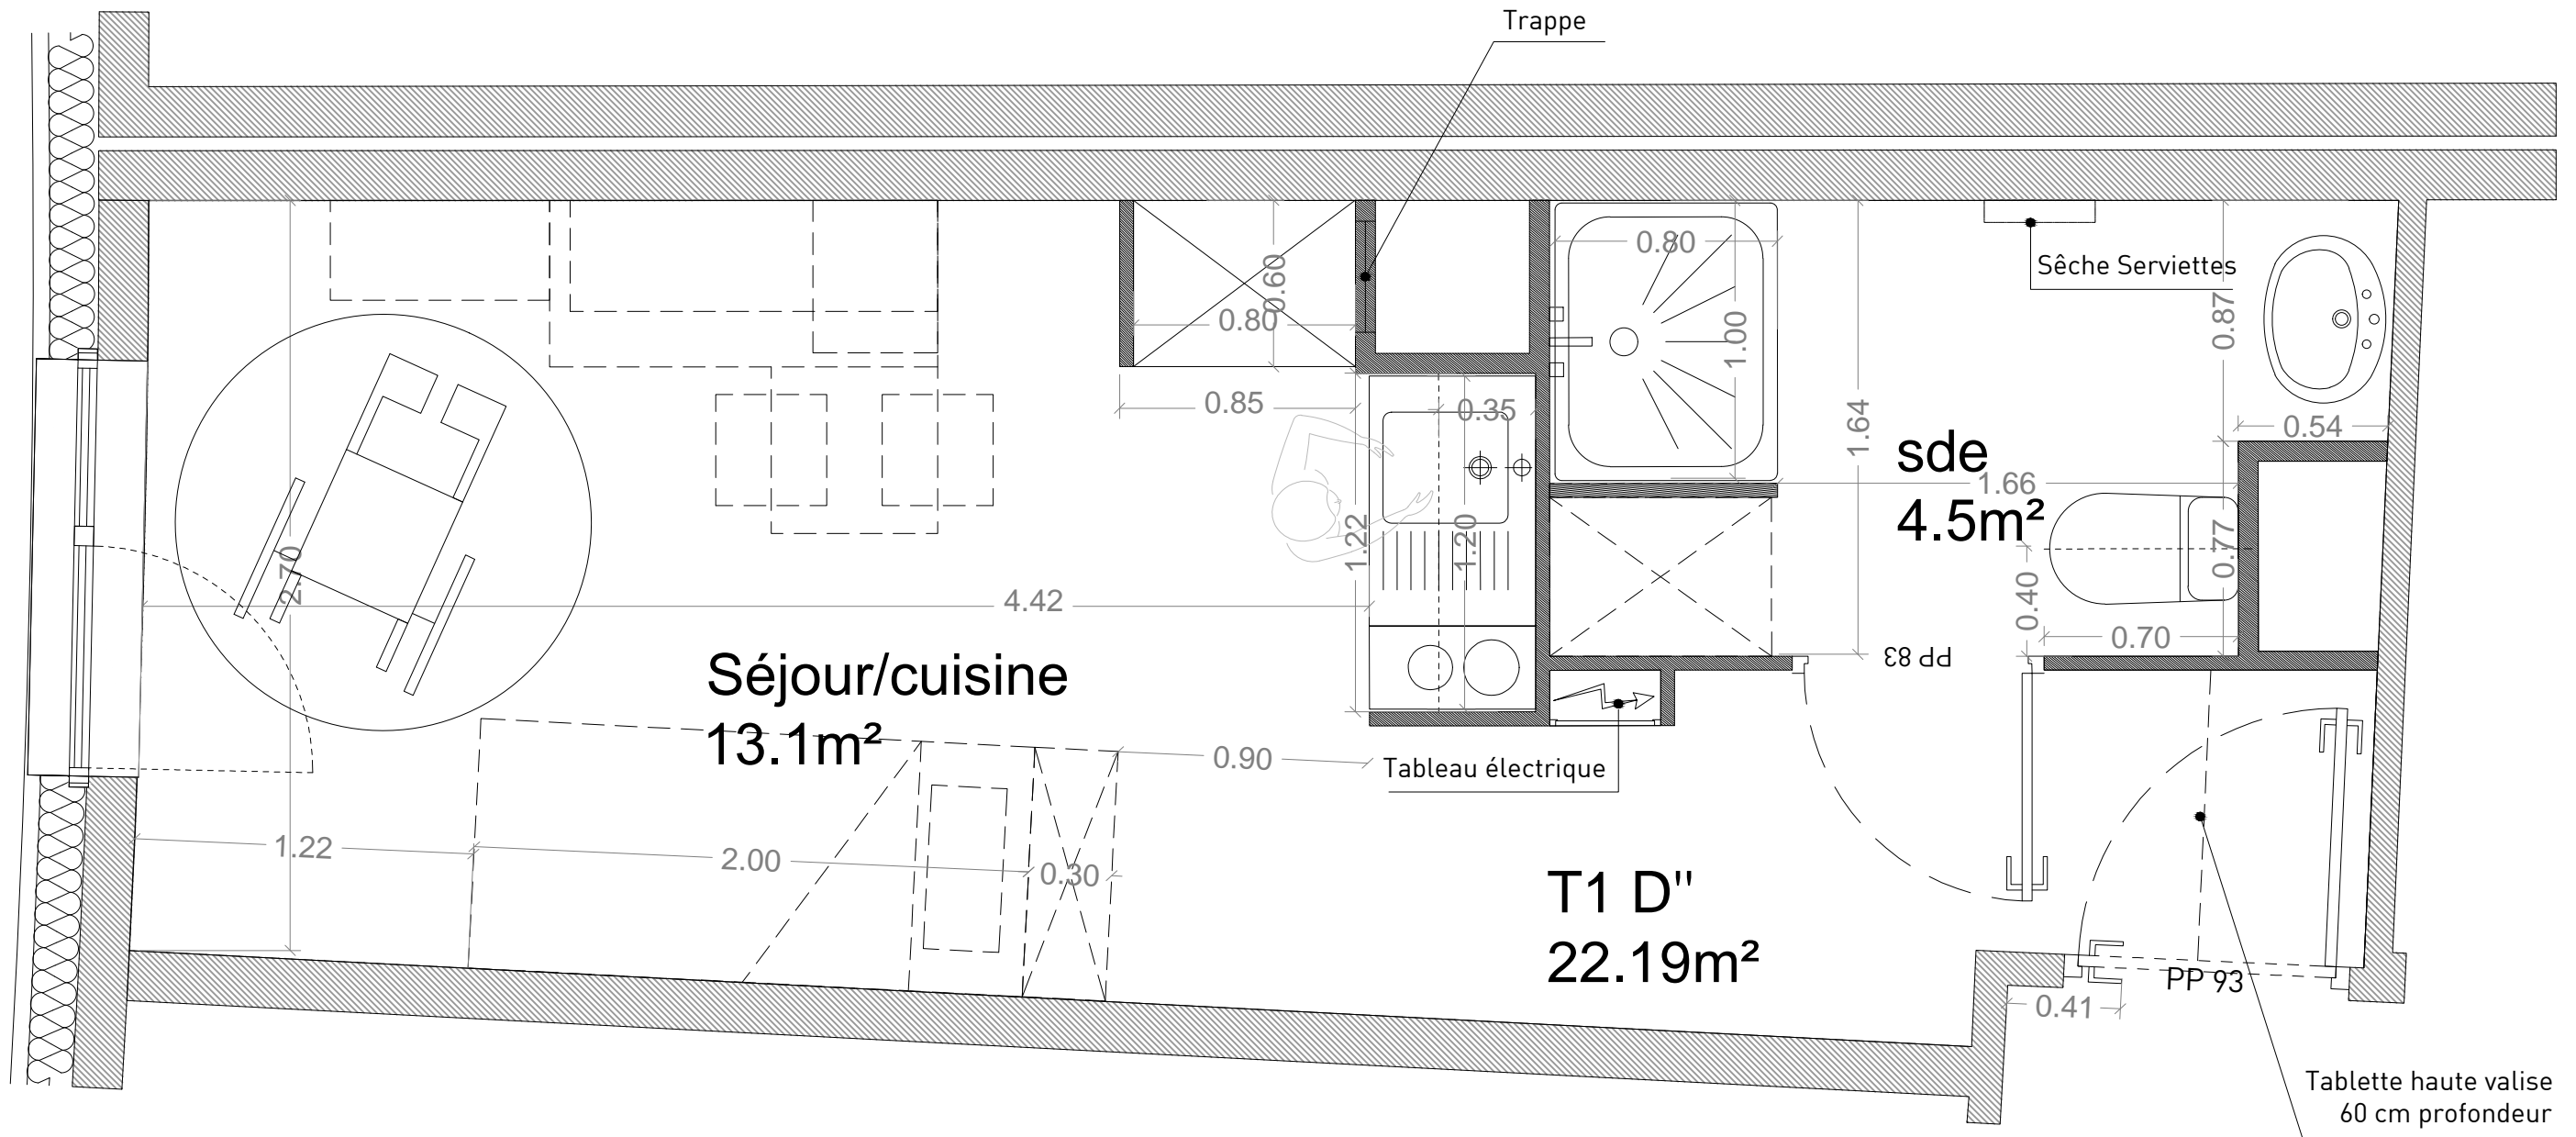 Trappe
0.80
0.60
0.80
1.00
Sêche Serviettes
0.87
0.85
0.35
1.64
0.54
sde
4.5m²
1.66
1.22
1.20
0.77
2.70
4.42
0.40
0.70
PP 83
Séjour/cuisine
13.1m²
0.90
Tableau électrique
1.22
2.00
0.30
T1 D"
22.19m²
PP 93
0.41
Tablette haute valise
60 cm profondeur